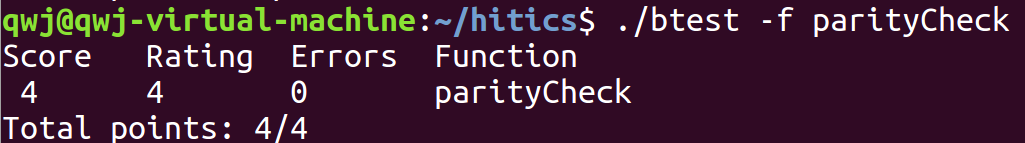 qwj@qwj-virtual-machine:~/hitics$ ./btest -f parityCheck
Score   Rating  Errors  Function
 4      4       0       parityCheck
Total points: 4/4